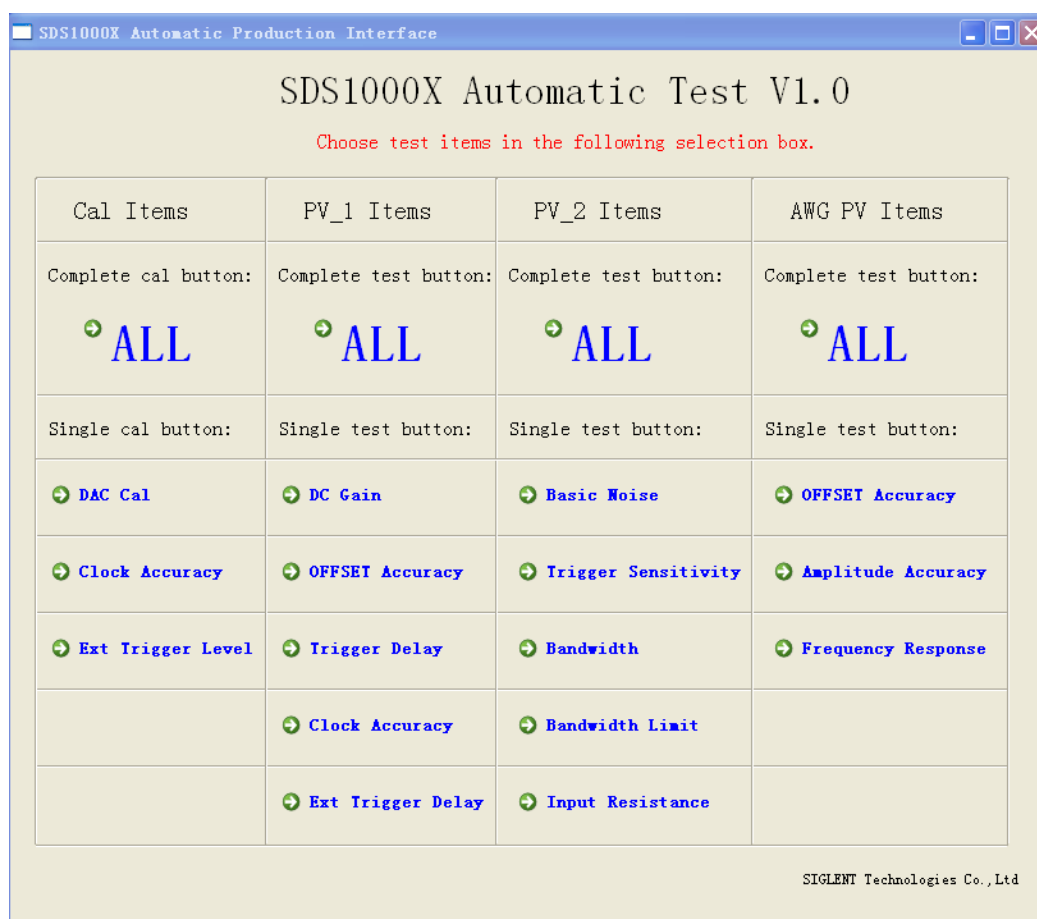 SDS1000X Automatic Production Interface
SDS1000X Automatic Test V1.0
Choose test items in the following selection box.
Cal Items PV_1 Items PV_2 Items AWG PV Items
Complete cal button: Complete test button: Complete test button: Complete test button:
ALL ALL ALL ALL
Single cal button: Single test button: Single test button: Single test button:
DAC Cal DC Gain Basic Noise OFFSET Accuracy
Clock Accuracy OFFSET Accuracy Trigger Sensitivity Amplitude Accuracy
Ext Trigger Level Trigger Delay Bandwidth Frequency Response
Clock Accuracy Bandwidth Limit
Ext Trigger Delay Input Resistance
SIGLENT Technologies Co.,Ltd